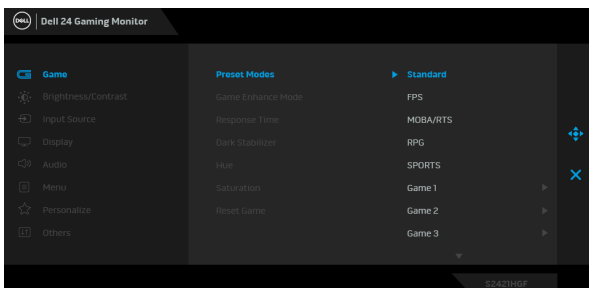 DELL Dell 24 Gaming Monitor
Game
Brightness/Contrast
Input Source
Display
Audio
Menu
Personalize
Others
Preset Modes
Game Enhance Mode
Response Time
Dark Stabilizer
Hue
Saturation
Reset Game
Standard
FPS
MOBA/RTS
RPG
SPORTS
Game 1
Game 2
Game 3
S2421HGF